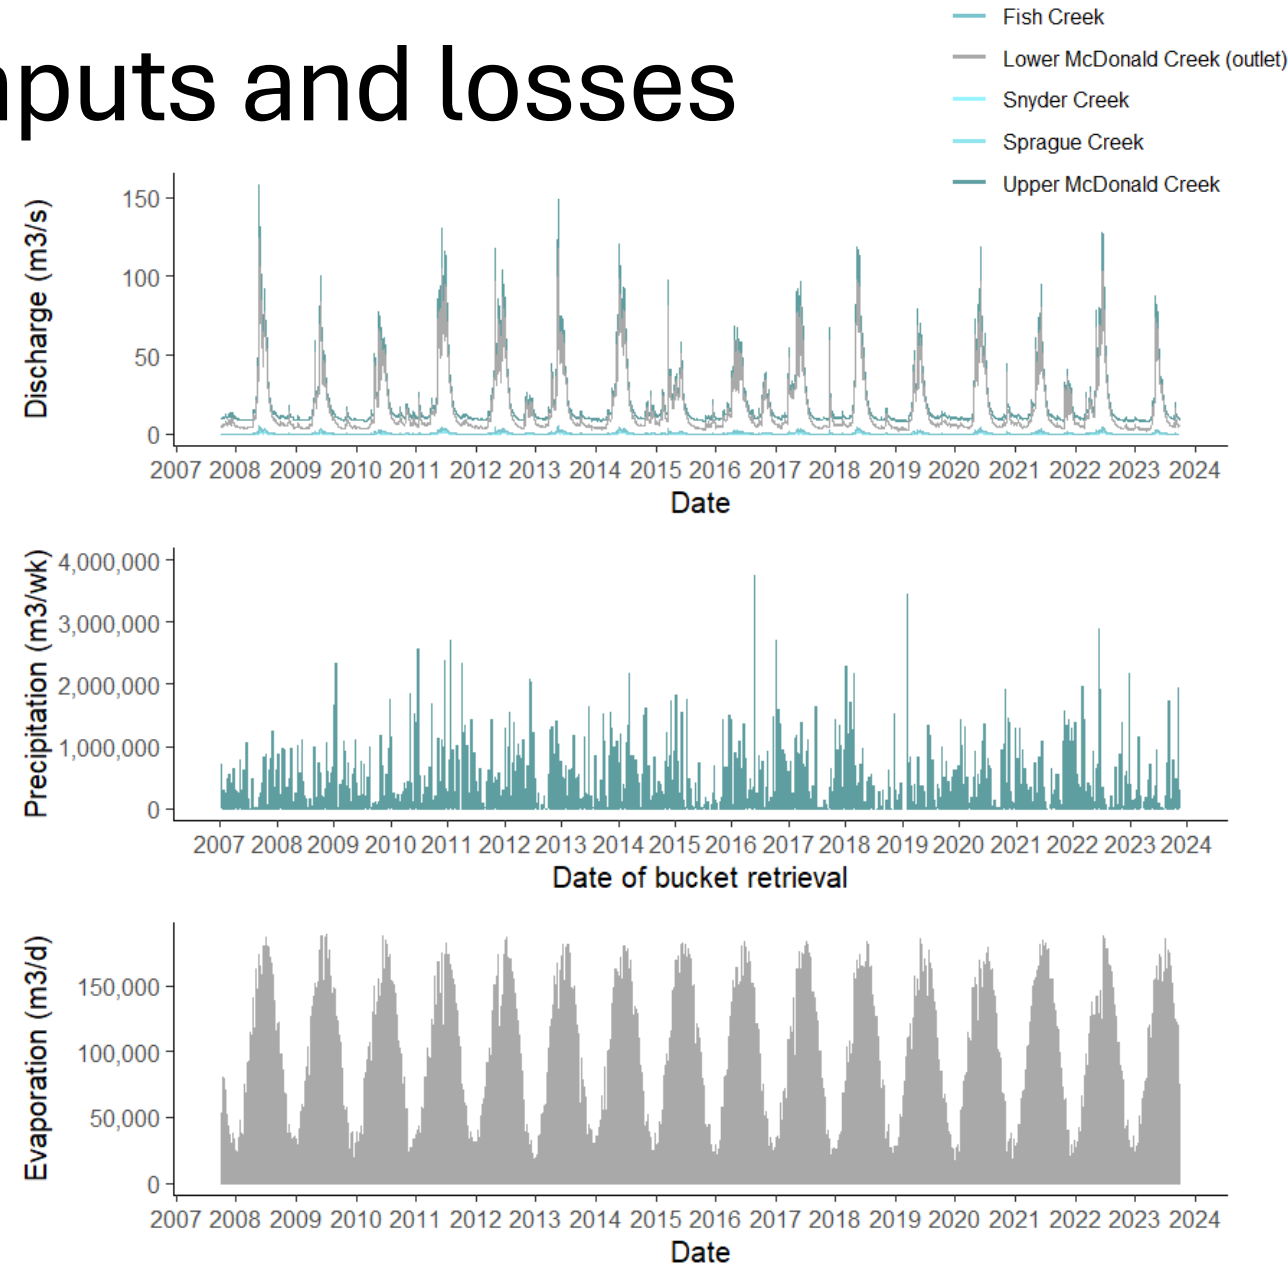 nputs and losses
Fish Creek
Lower McDonald Creek (outlet)
Snyder Creek
Sprague Creek
Upper McDonald Creek
Discharge (m3/s)
150
100
50
0
2007 2008 2009 2010 2011 2012 2013 2014 2015 2016 2017 2018 2019 2020 2021 2022 2023 2024
Date
Precipitation (m3/wk)
4,000,000
3,000,000
2,000,000
1,000,000
0
2007 2008 2009 2010 2011 2012 2013 2014 2015 2016 2017 2018 2019 2020 2021 2022 2023 2024
Date of bucket retrieval
Evaporation (m3/d)
150,000
100,000
50,000
0
2007 2008 2009 2010 2011 2012 2013 2014 2015 2016 2017 2018 2019 2020 2021 2022 2023 2024
Date